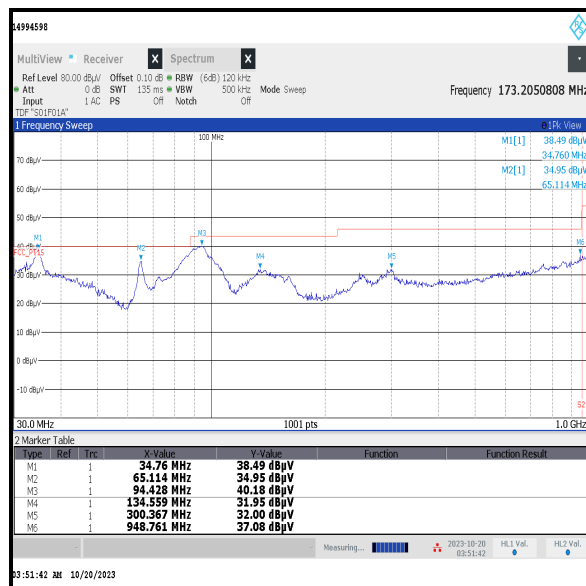 14994598
MultiView Receiver X Spectrum X
Ref Level 80.00 dBµV Offset 0.10 dB RBW (6dB) 120 kHz
Att 0 dB SWT 135 ms VBW 500 kHz Mode Sweep
Input 1 AC PS Off Notch Off
Frequency 173.2050808 MHz
TDF "S01F01A"
1 Frequency Sweep 1Pk View
100 MHz
M1[1] 38.49 dBµV
34.760 MHz
M2[1] 34.95 dBµV
65.114 MHz
70 dBµV
60 dBµV
50 dBµV
40 dBµV
FCC_PT15
30 dBµV
20 dBµV
10 dBµV
0 dBµV
-10 dBµV
M1
M2
M3
M4
M5
M6
S2
30.0 MHz 1001 pts 1.0 GHz
2 Marker Table
Type Ref Trc X-Value Y-Value Function Function Result
M1 1 34.76 MHz 38.49 dBµV
M2 1 65.114 MHz 34.95 dBµV
M3 1 94.428 MHz 40.18 dBµV
M4 1 134.559 MHz 31.95 dBµV
M5 1 300.367 MHz 32.00 dBµV
M6 1 948.761 MHz 37.08 dBµV
Measuring... 2023-10-20 HL1 Val. HL2 Val.
03:51:42
03:51:42 AM 10/20/2023